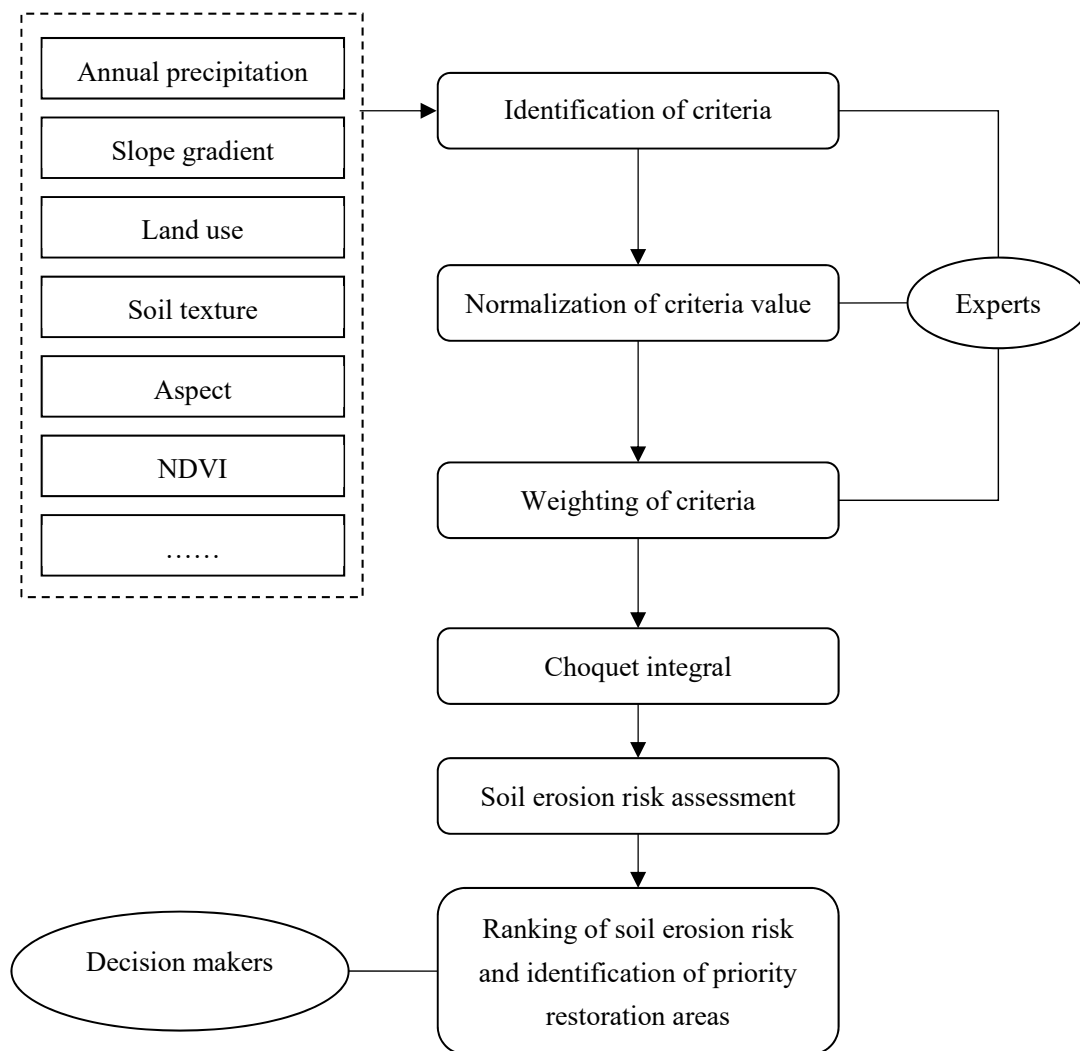 Annual precipitation
Slope gradient
Land use
Soil texture
Aspect
NDVI
……
Identification of criteria
Normalization of criteria value
Experts
Weighting of criteria
Choquet integral
Soil erosion risk assessment
Ranking of soil erosion risk
and identification of priority
restoration areas
Decision makers